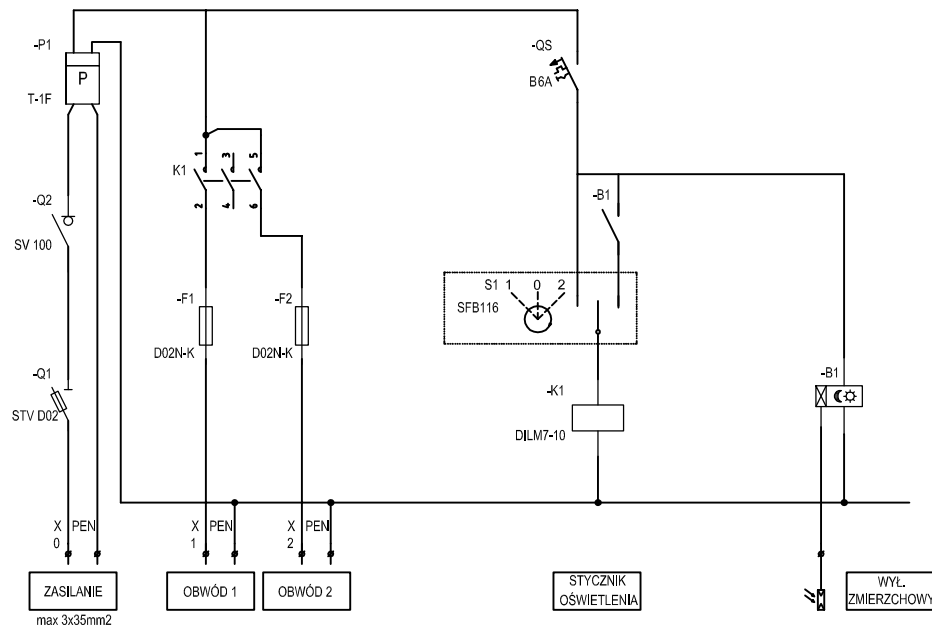 -P1
P
T-1F
-QS
B6A
K1
1
3
5
2
4
6
-Q2
SV 100
-B1
S1 1 0 2
SFB116
-F1
D02N-K
-F2
D02N-K
-Q1
STV D02
-K1
DILM7-10
-B1
X PEN
0
X PEN
1
X PEN
2
ZASILANIE
max 3x35mm2
OBWÓD 1
OBWÓD 2
STYCZNIK
OŚWIETLENIA
WYŁ.
ZMIERZCHOWY